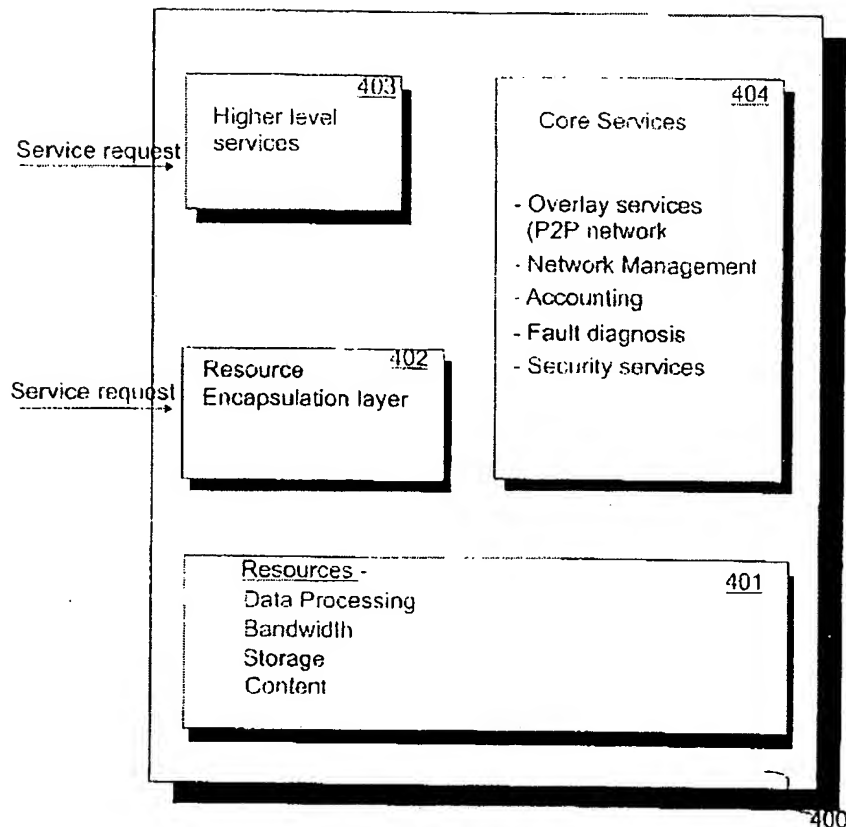 403
Higher level
services
Service request
404
Core Services
- Overlay services
(P2P network
- Network Management
- Accounting
- Fault diagnosis
- Security services
402
Resource
Encapsulation layer
Service request
401
Resources -
Data Processing
Bandwidth
Storage
Content
400